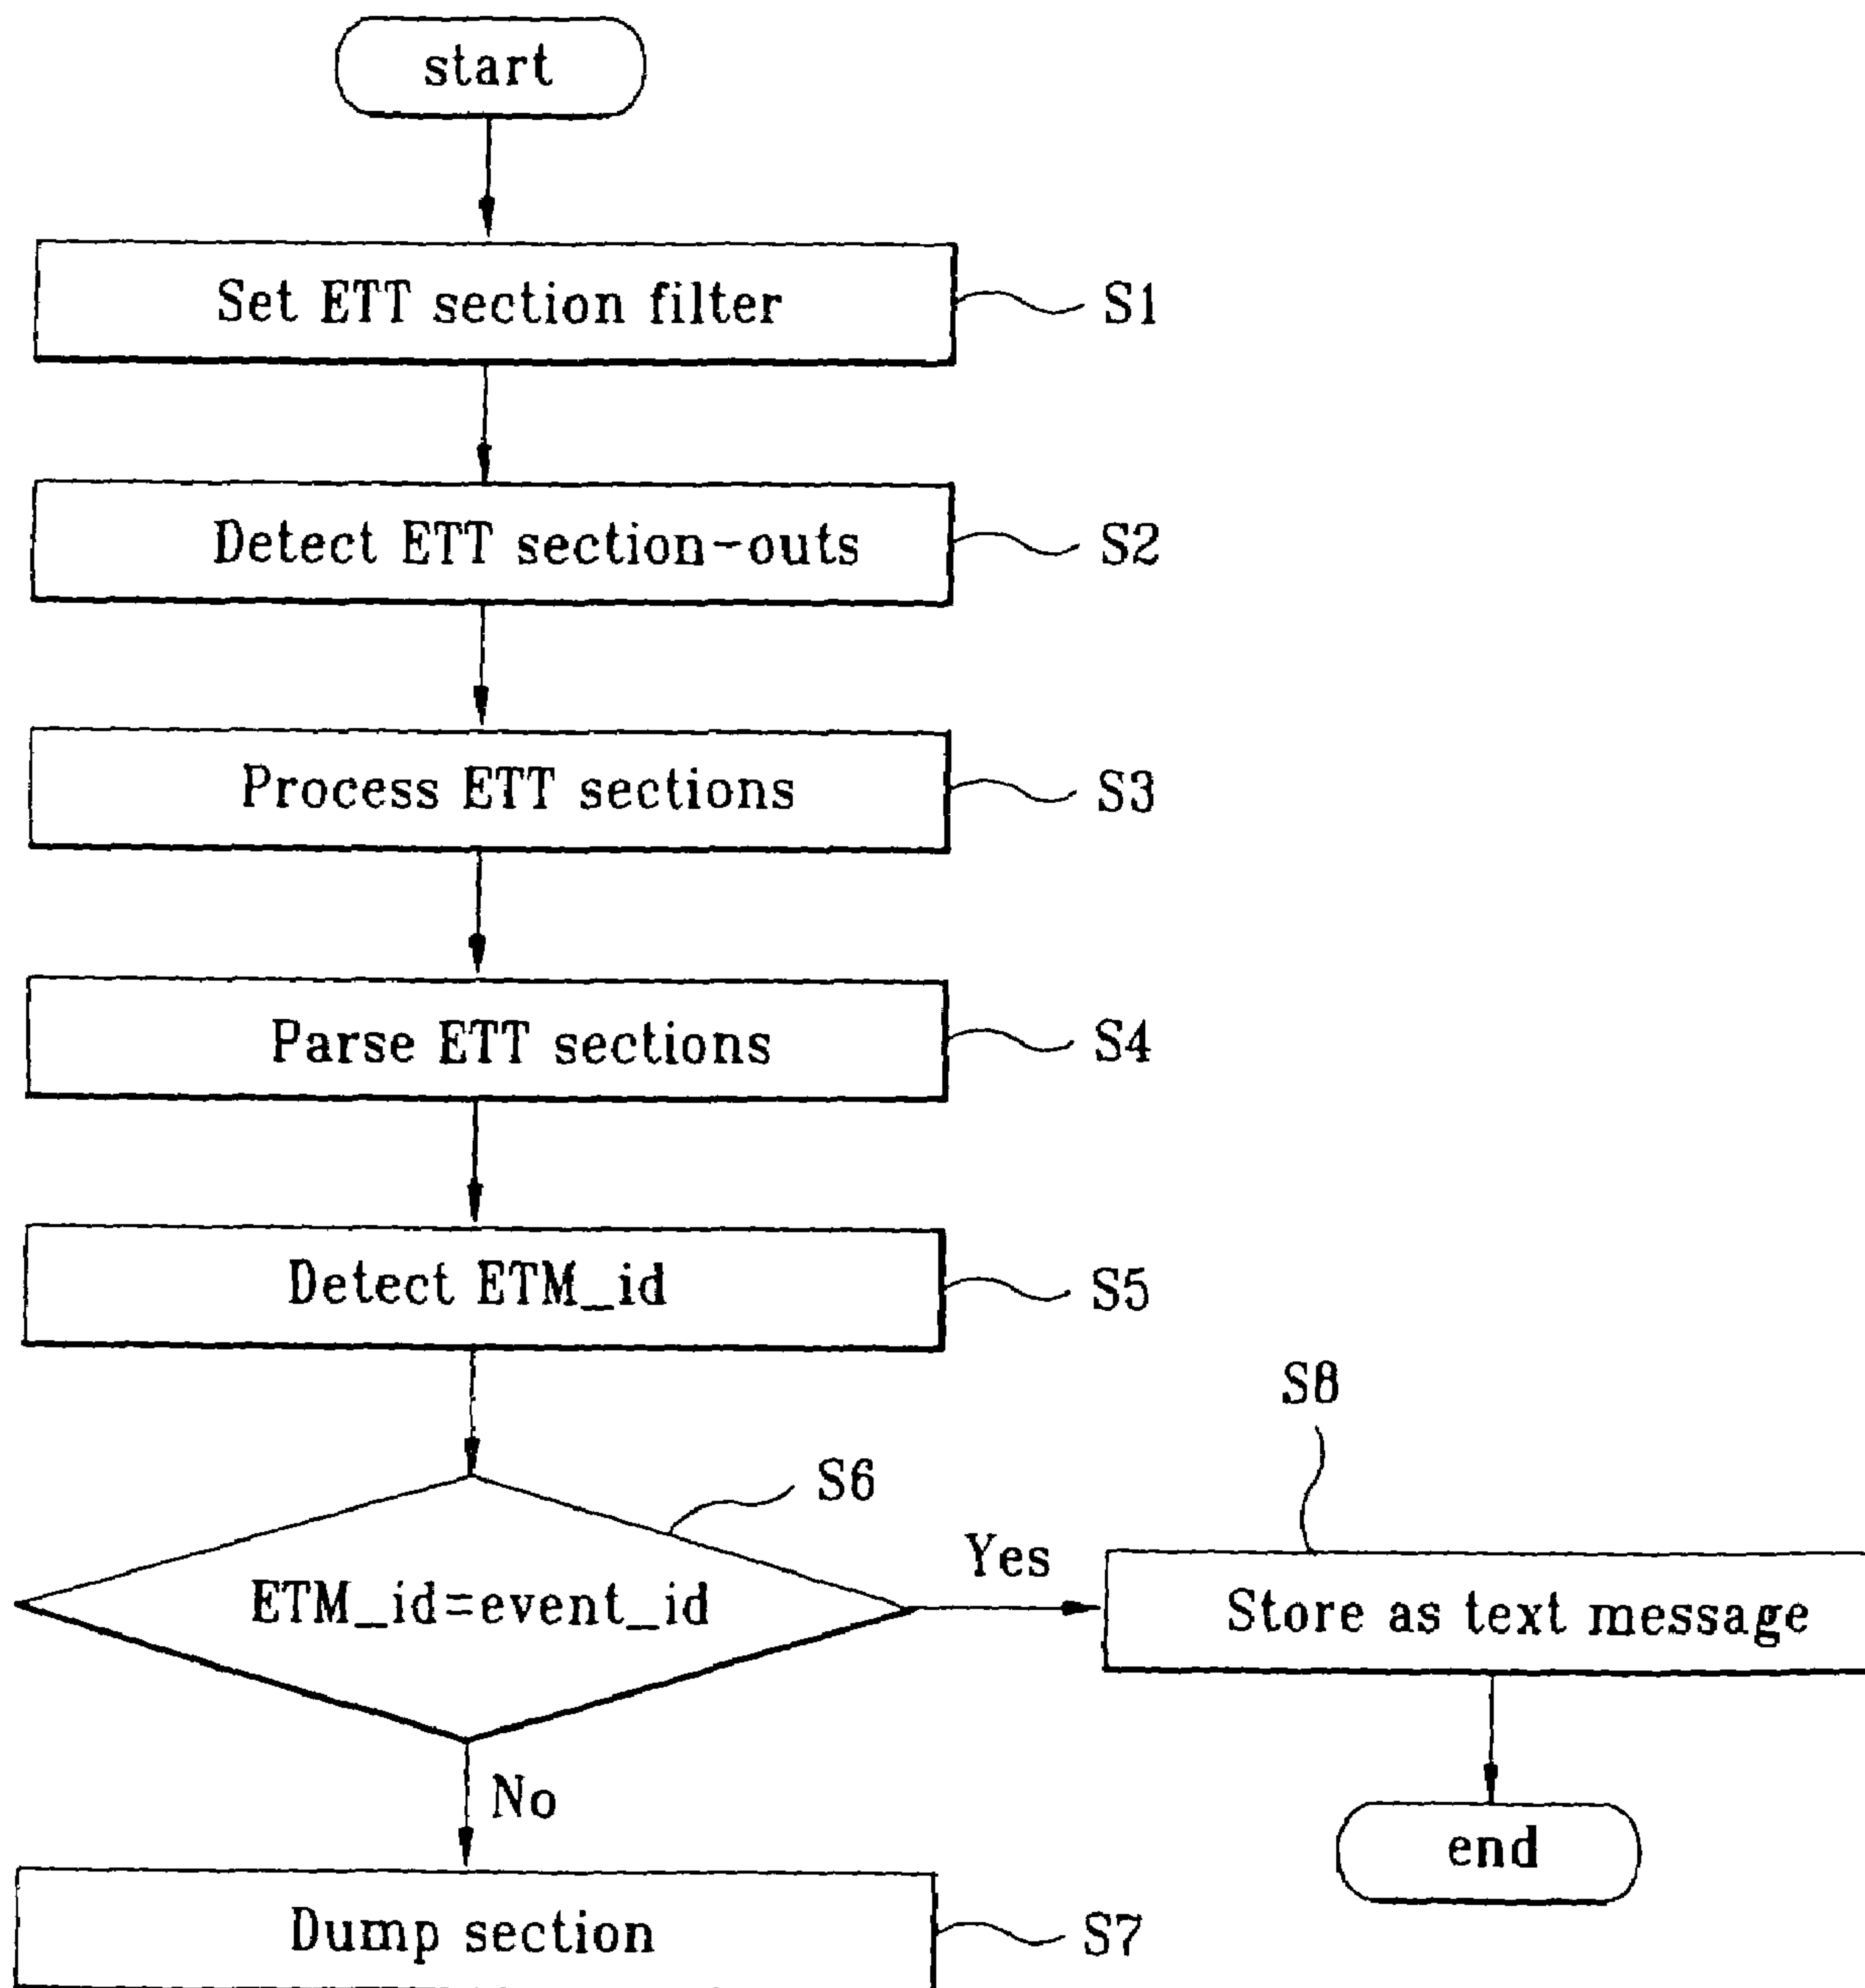 start
Set ETT section filter
S1
Detect ETT section-outs
S2
Process ETT sections
S3
Parse ETT sections
S4
Detect ETM_id
S5
S8
S6
ETM_id=event_id
Yes
Store as text message
No
end
Dump section
S7